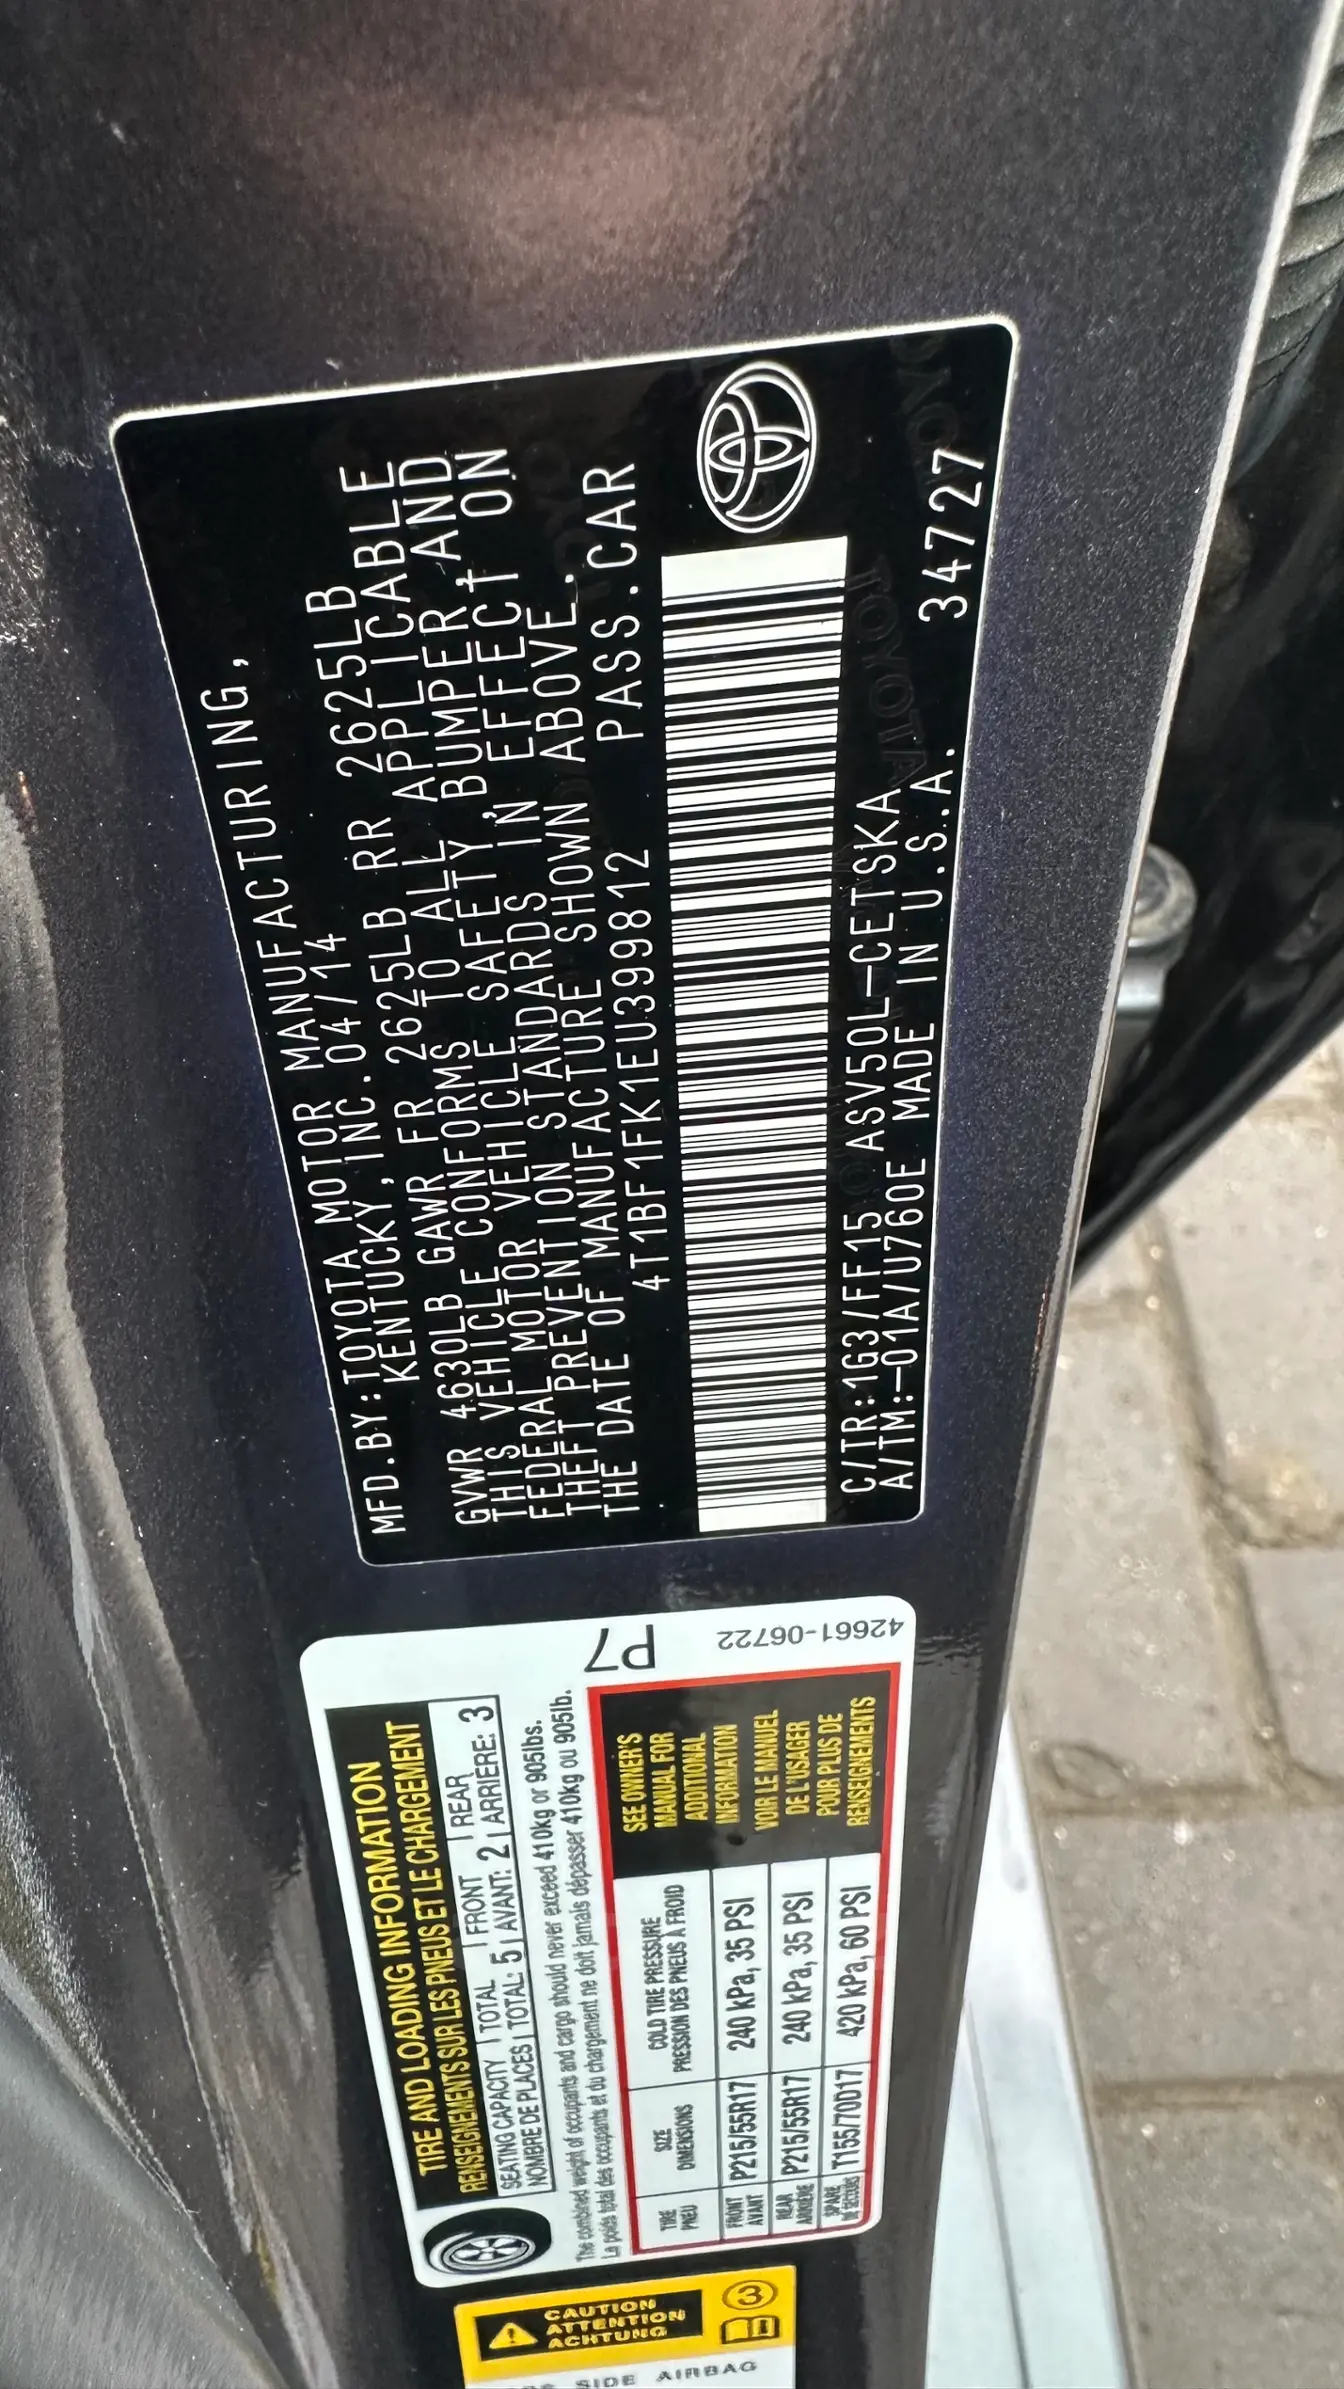 MFD.BY:TOYOTA MOTOR MANUFACTURING,
KENTUCKY,INC.04/14
GVWR 4630LB GAWR FR 2625LB RR 2625LB
THIS VEHICLE CONFORMS TO ALL APPLICABLE
FEDERAL MOTOR VEHICLE SAFETY,BUMPER,AND
THEFT PREVENTION STANDARDS IN EFFECT ON
THE DATE OF MANUFACTURE SHOWN ABOVE.
4T1BF1FK1EU399812 PASS.CAR
C/TR:1G3/FF15 ASV50L-CETSKA
A/TM:-01A/U760E MADE IN U.S.A. 34727
TIRE AND LOADING INFORMATION
RENSEIGNEMENTS SUR LES PNEUS ET LE CHARGEMENT
SEATING CAPACITY TOTAL FRONT REAR
NOMBRE DE PLACES TOTAL: 5 AVANT: 2 ARRIÈRE: 3
The combined weight of occupants and cargo should never exceed 410kg or 905lbs.
Le poids total des occupants et du chargement ne doit jamais dépasser 410kg ou 905lb.
P7
42661-06722
TIRE SIZE COLD TIRE PRESSURE
PNEU DIMENSIONS PRESSION DES PNEUS À FROID
FRONT
AVANT P215/55R17 240 kPa, 35 PSI
REAR
ARRIÈRE P215/55R17 240 kPa, 35 PSI
SPARE
DE SECOURS T155/70D17 420 kPa, 60 PSI
SEE OWNER'S
MANUAL FOR
ADDITIONAL
INFORMATION
VOIR LE MANUEL
DE L'USAGER
POUR PLUS DE
RENSEIGNEMENTS
CAUTION
ATTENTION
ACHTUNG
3
SIDE AIRBAG